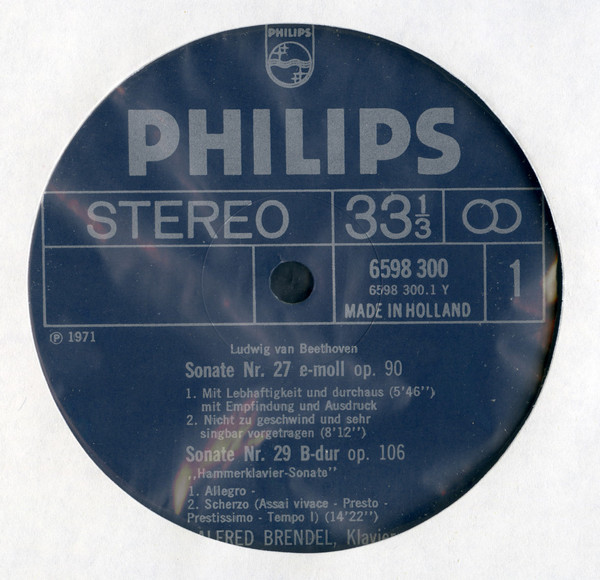 PHILIPS
PHILIPS
STEREO
33 1/3
6598 300
6598 300.1 Y
MADE IN HOLLAND
1
℗ 1971
Ludwig van Beethoven
Sonate Nr. 27 e-moll op. 90
1. Mit Lebhaftigkeit und durchaus (5'46'')
mit Empfindung und Ausdruck
2. Nicht zu geschwind und sehr
singbar vorgetragen (8'12'')
Sonate Nr. 29 B-dur op. 106
,,Hammerklavier-Sonate''
1. Allegro -
2. Scherzo (Assai vivace - Presto -
Prestissimo - Tempo I) (14'22'')
ALFRED BRENDEL, Klavier